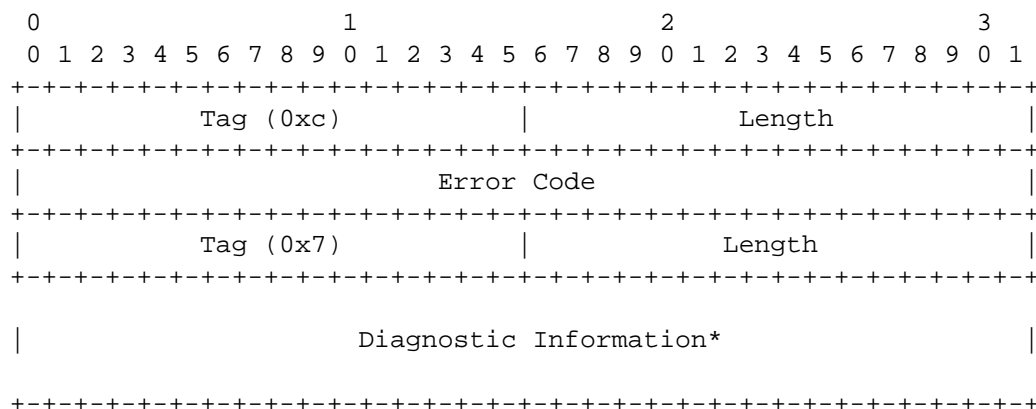 0                   1                   2                   3
 0 1 2 3 4 5 6 7 8 9 0 1 2 3 4 5 6 7 8 9 0 1 2 3 4 5 6 7 8 9 0 1
+-+-+-+-+-+-+-+-+-+-+-+-+-+-+-+-+-+-+-+-+-+-+-+-+-+-+-+-+-+-+-+-+
|           Tag (0xc)           |             Length            |
+-+-+-+-+-+-+-+-+-+-+-+-+-+-+-+-+-+-+-+-+-+-+-+-+-+-+-+-+-+-+-+-+
|                          Error Code                           |
+-+-+-+-+-+-+-+-+-+-+-+-+-+-+-+-+-+-+-+-+-+-+-+-+-+-+-+-+-+-+-+-+
|           Tag (0x7)           |            Length             |
+-+-+-+-+-+-+-+-+-+-+-+-+-+-+-+-+-+-+-+-+-+-+-+-+-+-+-+-+-+-+-+-+
|                     Diagnostic Information*                   |
+-+-+-+-+-+-+-+-+-+-+-+-+-+-+-+-+-+-+-+-+-+-+-+-+-+-+-+-+-+-+-+-+